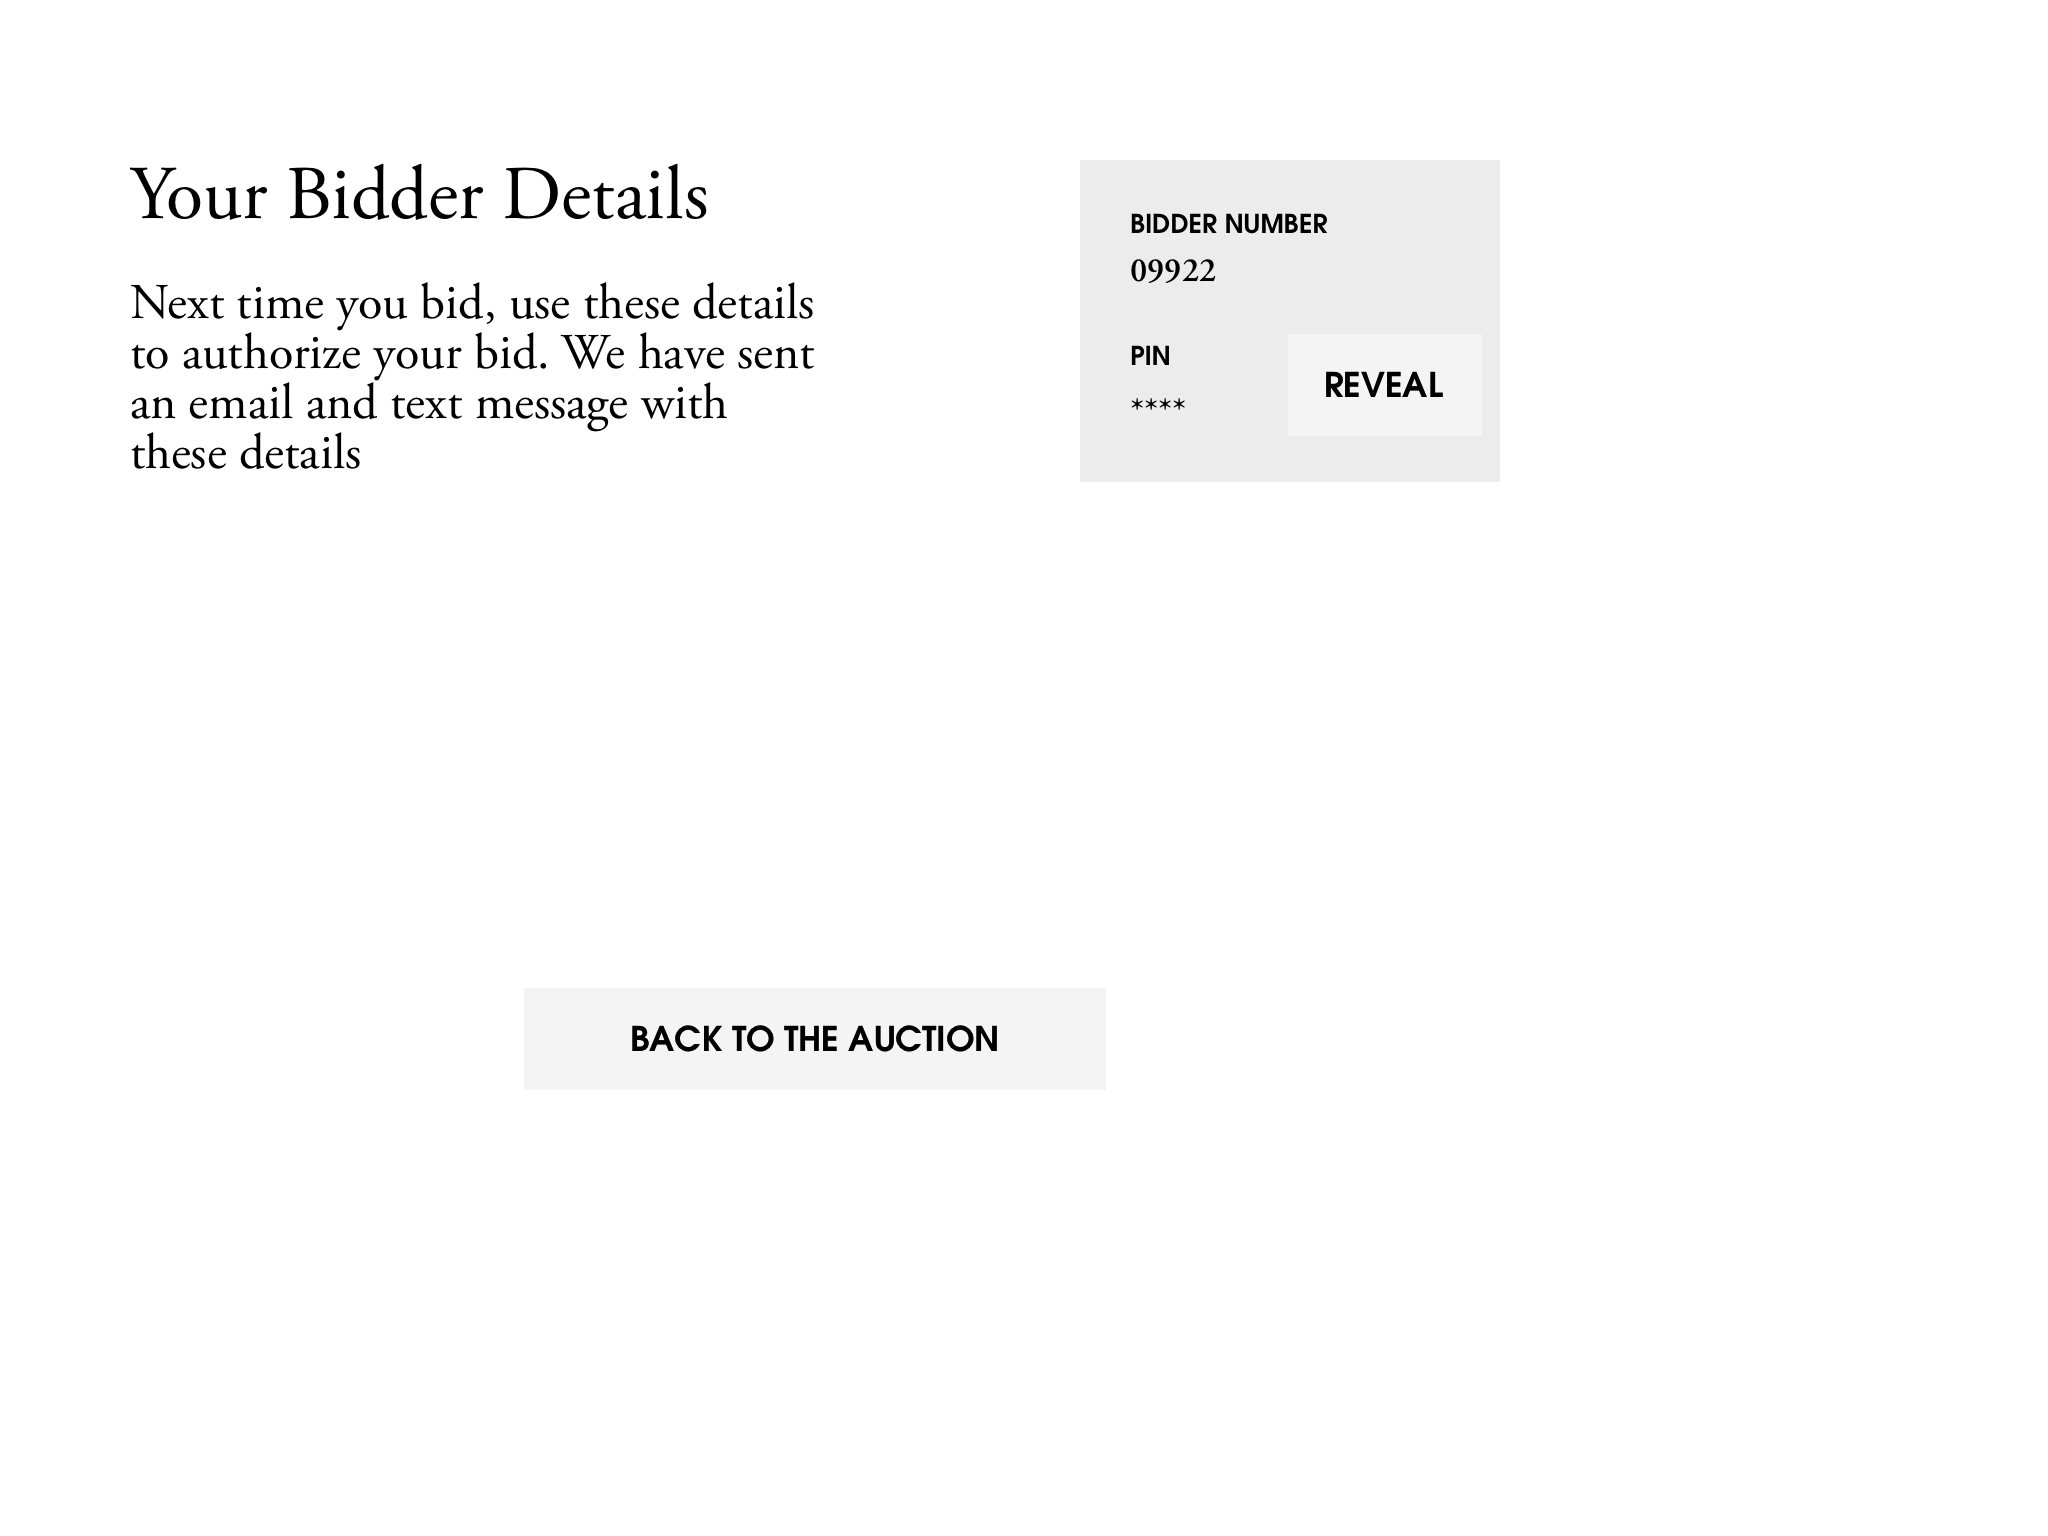 Your Bidder Details
Next time you bid, use these details
to authorize your bid. We have sent
an email and text message with
these details
BIDDER NUMBER
09922
PIN
****
REVEAL
BACK TO THE AUCTION